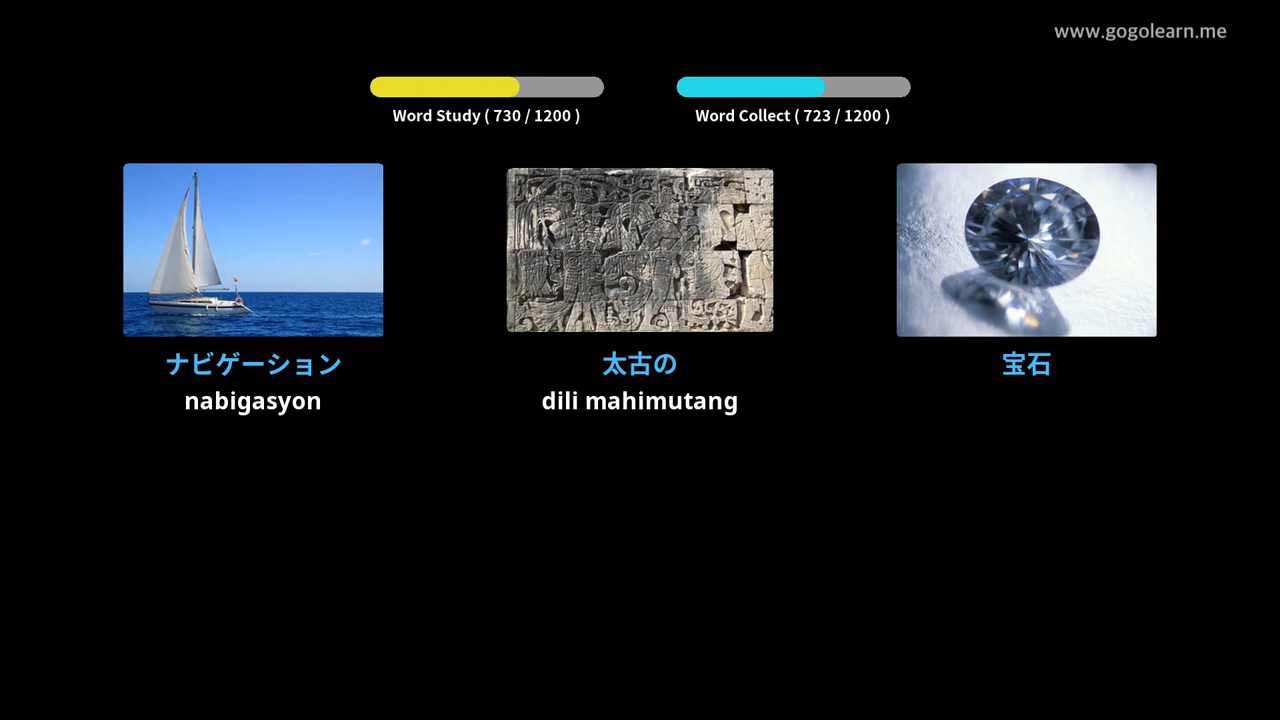 www.gogolearn.me
Word Study ( 730 / 1200 )
Word Collect ( 723 / 1200 )
ナビゲーション
nabigasyon
太古の
dili mahimutang
宝石